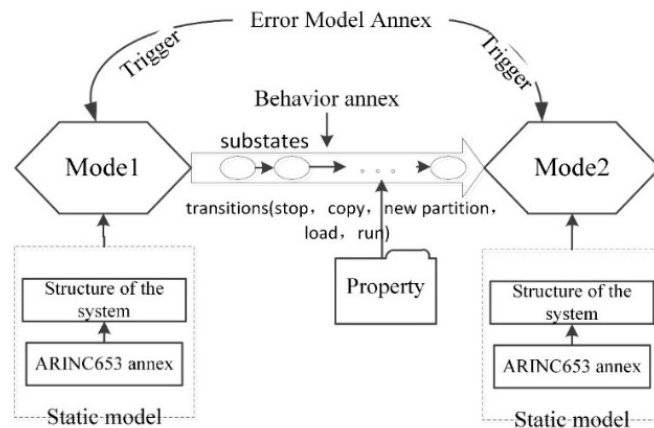 Error Model Annex
Trigger
Trigger
Behavior annex
substates
Mode1
Mode2
. . .
transitions(stop，copy，new partition，
load，run)
Property
Structure of the
system
ARINC653 annex
Static model
Structure of the
system
ARINC653 annex
Static model